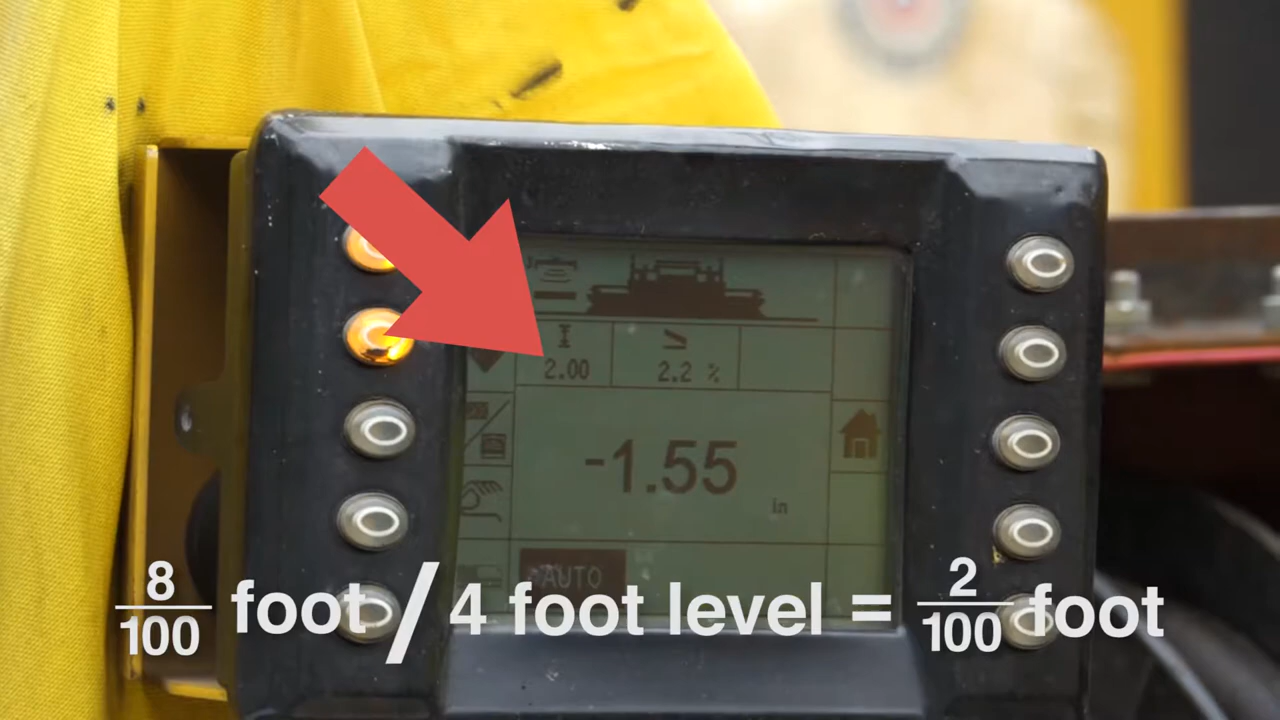 2.00 2.2 %
-1.55
in
AUTO
8/100 foot / 4 foot level = 2/100 foot